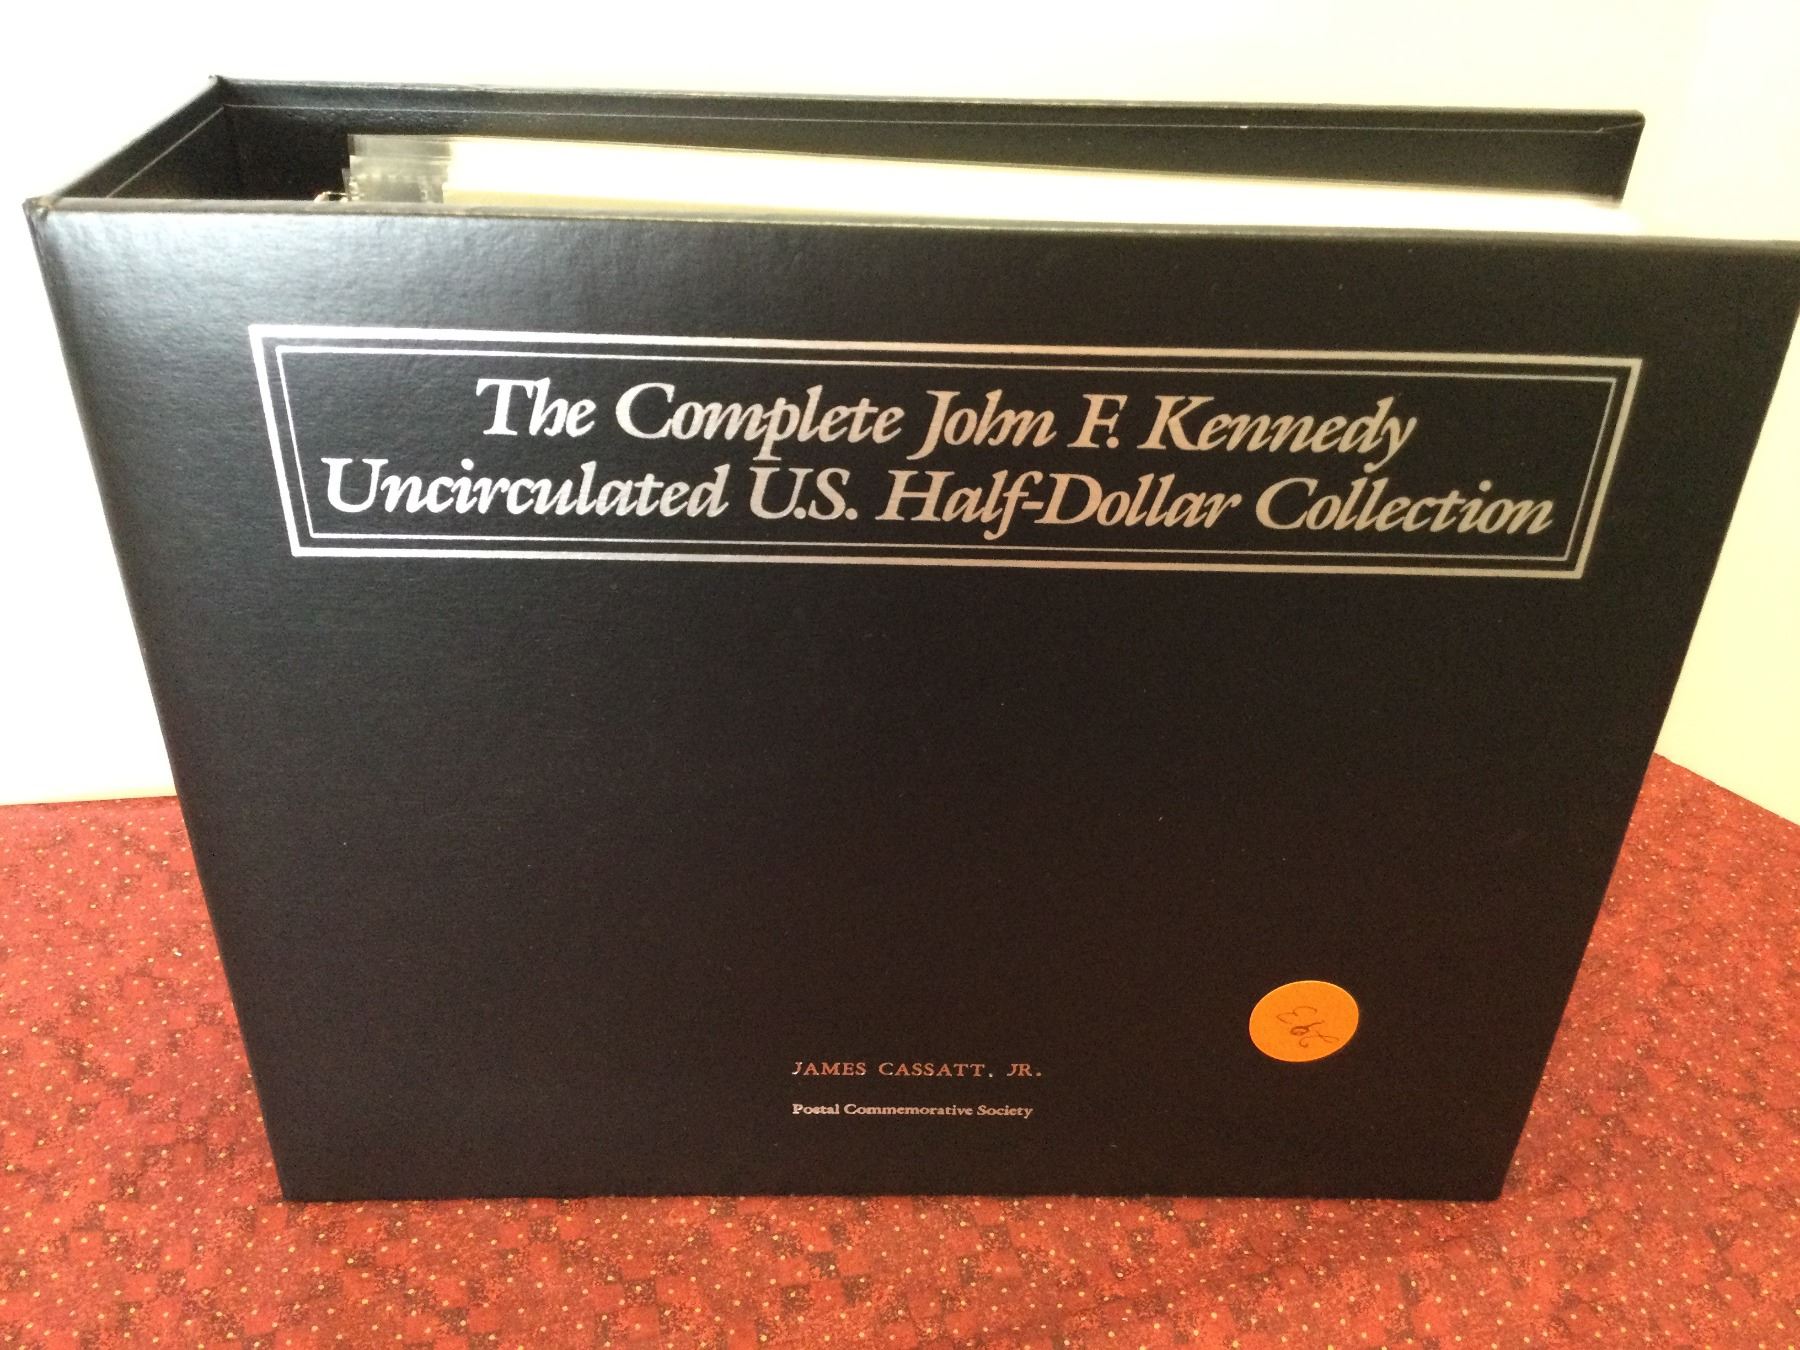 The Complete John F. Kennedy
Uncirculated U.S. Half-Dollar Collection
JAMES CASSATT, JR.
Postal Commemorative Society